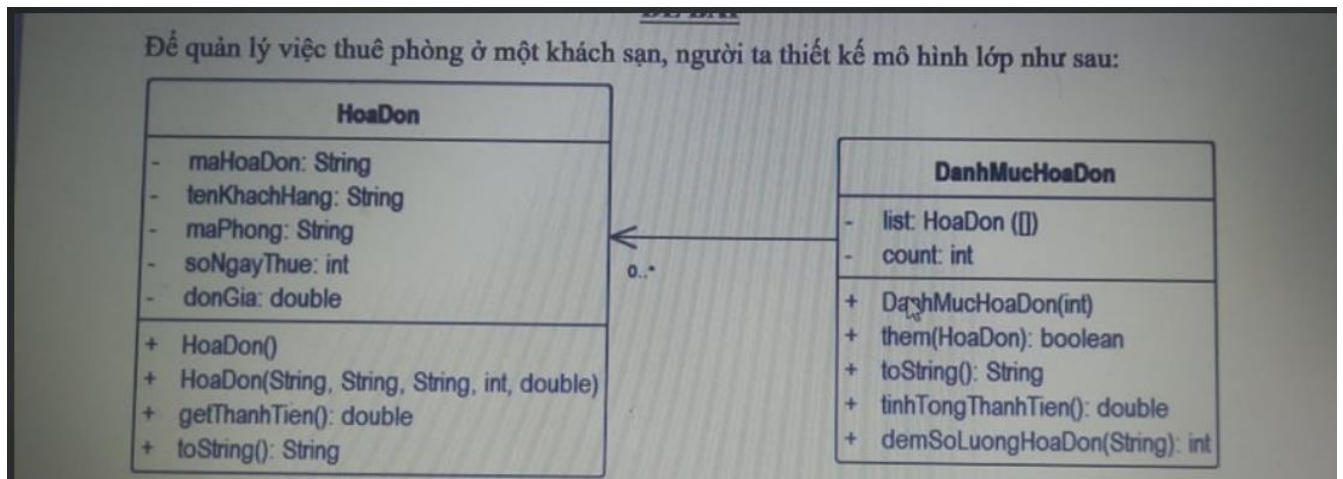 Để quản lý việc thuê phòng ở một khách sạn, người ta thiết kế mô hình lớp như sau:
HoaDon
- maHoaDon: String
- tenKhachHang: String
- maPhong: String
- soNgayThue: int
- donGia: double
+ HoaDon()
+ HoaDon(String, String, String, int, double)
+ getThanhTien(): double
+ toString(): String
0..*
DanhMucHoaDon
- list: HoaDon ([])
- count: int
+ DanhMucHoaDon(int)
+ them(HoaDon): boolean
+ toString(): String
+ tinhTongThanhTien(): double
+ demSoLuongHoaDon(String): int